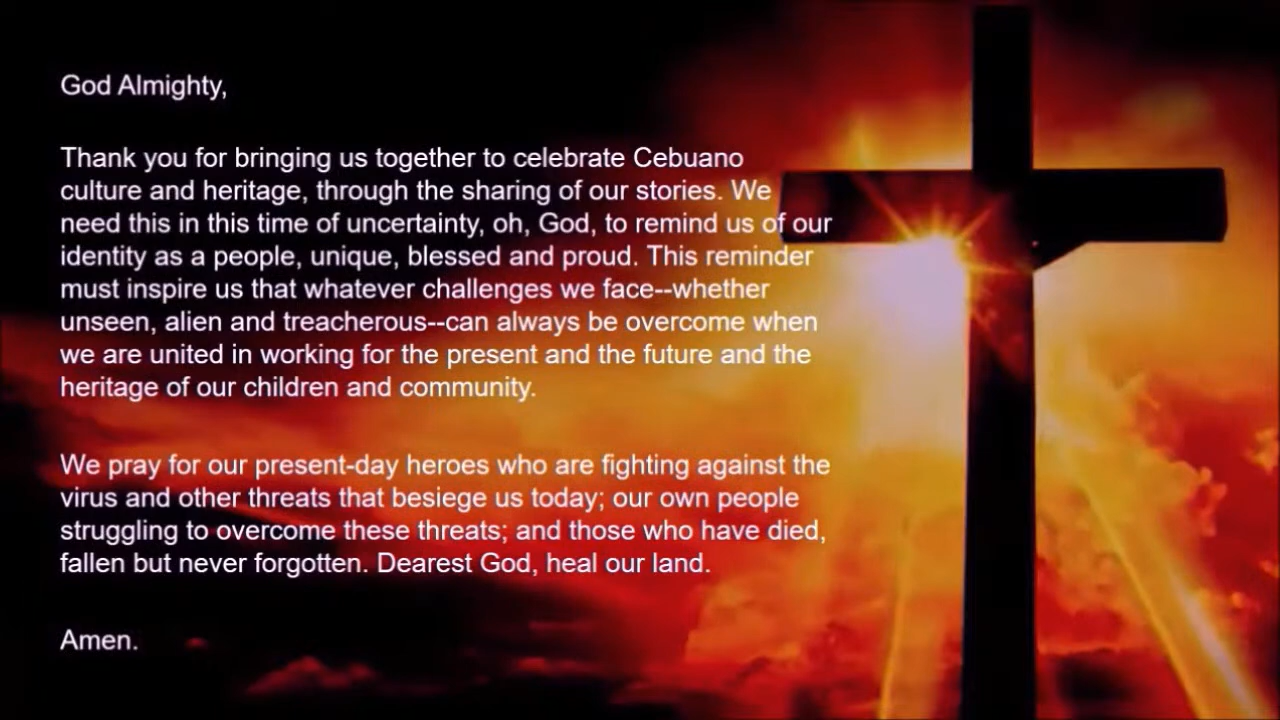 God Almighty,
Thank you for bringing us together to celebrate Cebuano
culture and heritage, through the sharing of our stories. We
need this in this time of uncertainty, oh, God, to remind us of our
identity as a people, unique, blessed and proud. This reminder
must inspire us that whatever challenges we face--whether
unseen, alien and treacherous--can always be overcome when
we are united in working for the present and the future and the
heritage of our children and community.
We pray for our present-day heroes who are fighting against the
virus and other threats that besiege us today; our own people
struggling to overcome these threats; and those who have died,
fallen but never forgotten. Dearest God, heal our land.
Amen.